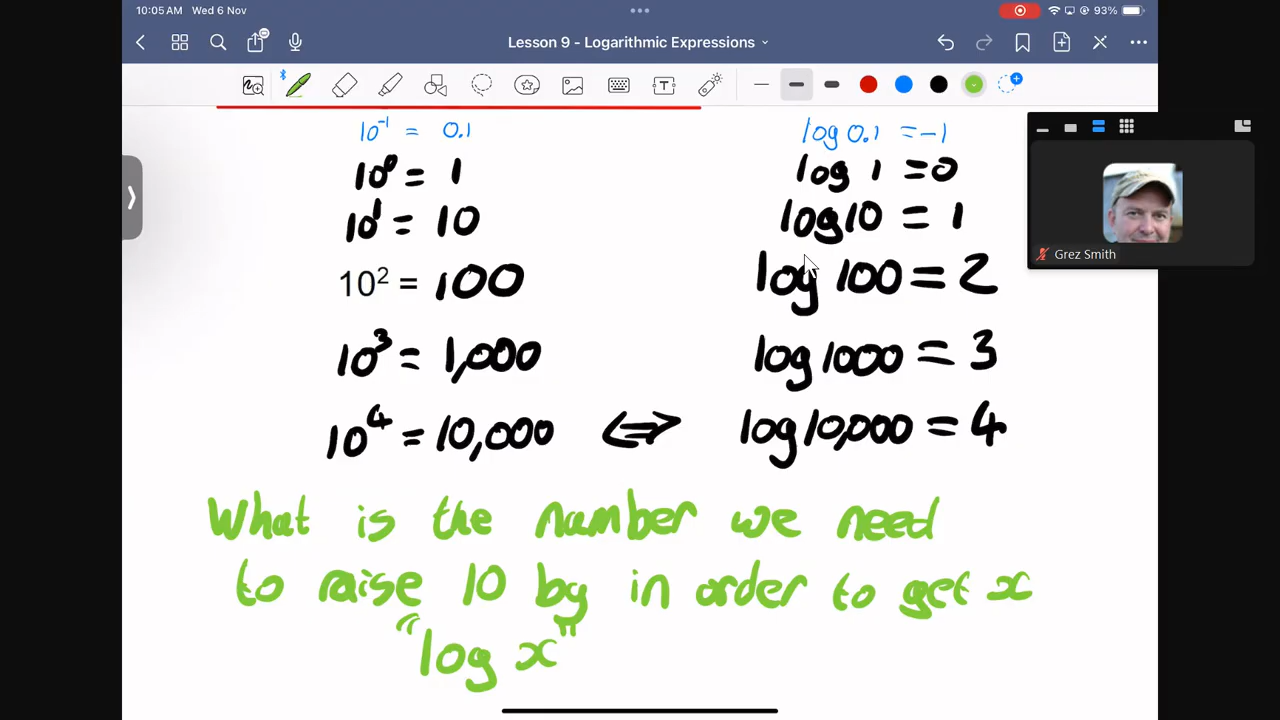 10:05 AM Wed 6 Nov
93%
Lesson 9 - Logarithmic Expressions
10⁻¹ = 0.1 log 0.1 = -1
10⁰ = 1 log 1 = 0
10¹ = 10 log 10 = 1
10² = 100 log 100 = 2
10³ = 1,000 log 1000 = 3
10⁴ = 10,000 ⇔ log 10,000 = 4
Grez Smith
What is the number we need
to raise 10 by in order to get x
"log x"